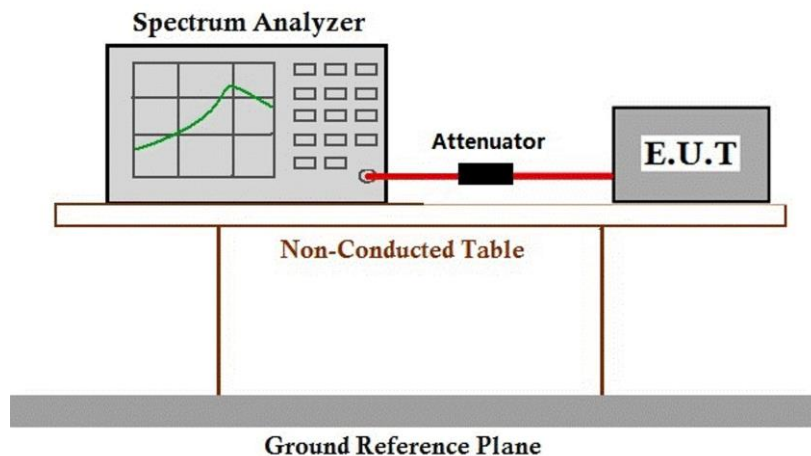 Spectrum Analyzer
Attenuator
E.U.T
Non-Conducted Table
Ground Reference Plane